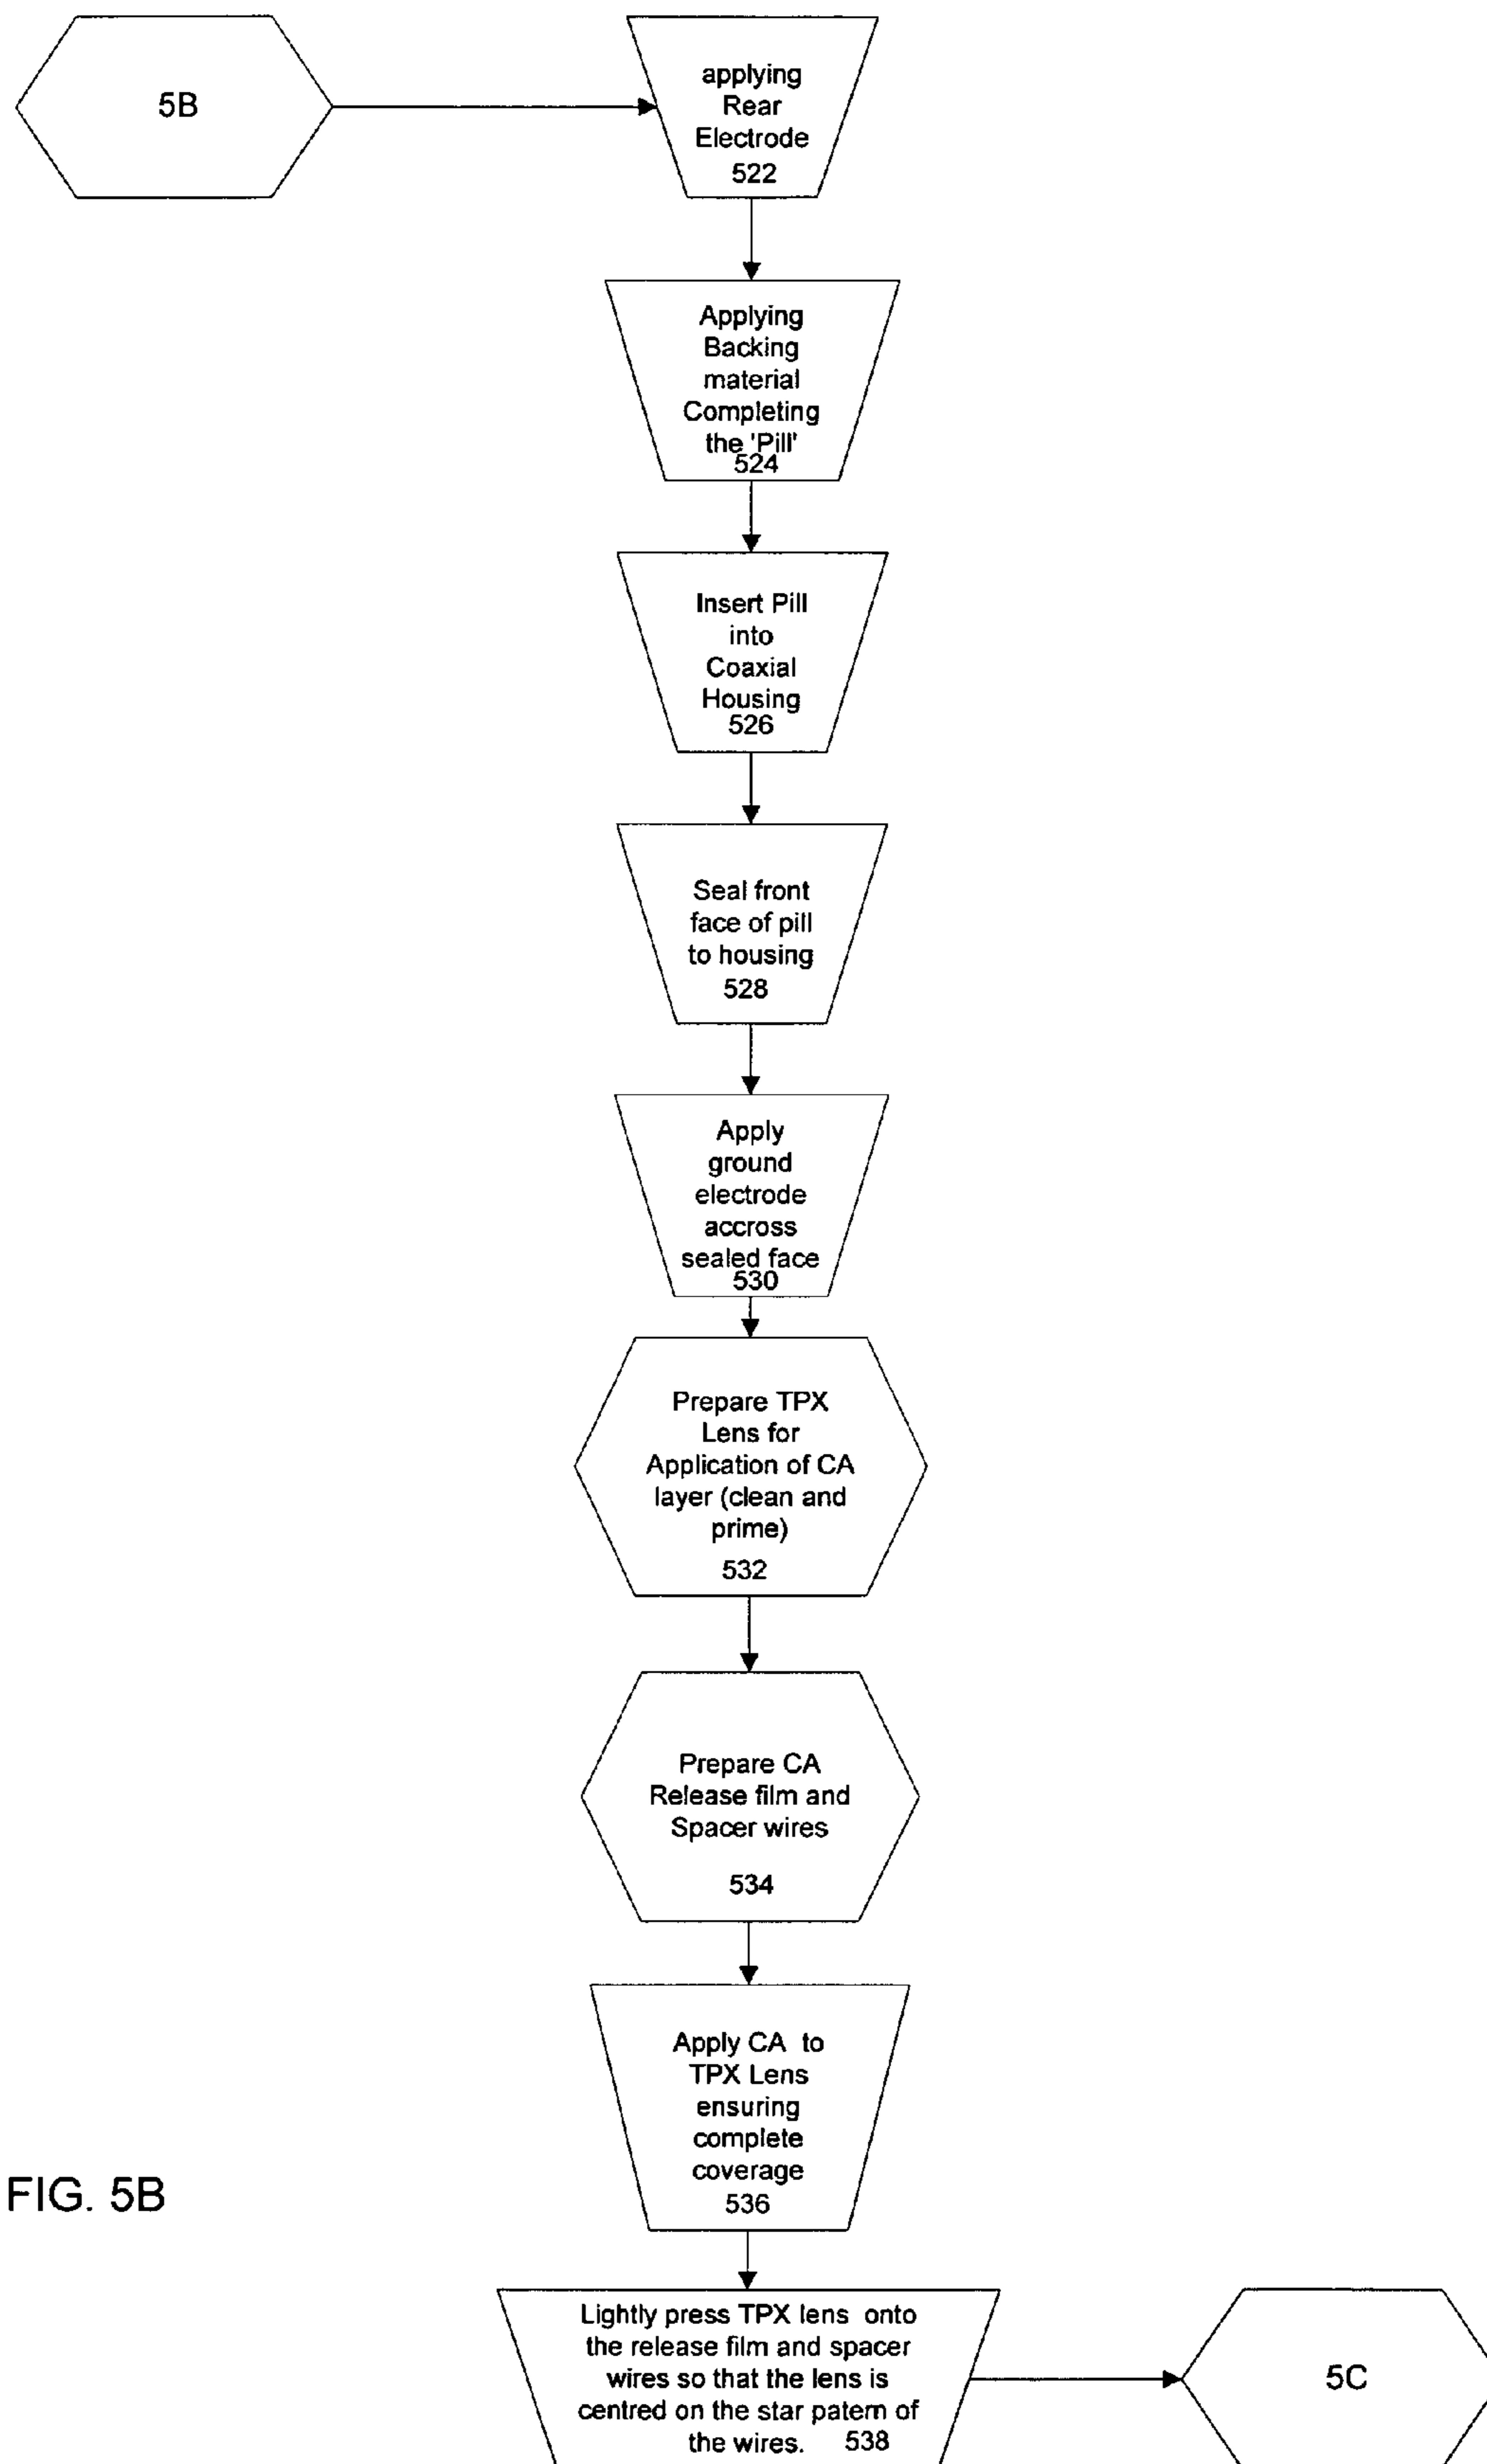 5B
applying
Rear
Electrode
522
Applying
Backing
material
Completing
the 'Pill'
524
Insert Pill
into
Coaxial
Housing
526
Seal front
face of pill
to housing
528
Apply
ground
electrode
accross
sealed face
530
Prepare TPX
Lens for
Application of CA
layer (clean and
prime)
532
Prepare CA
Release film and
Spacer wires
534
Apply CA to
TPX Lens
ensuring
complete
coverage
536
FIG. 5B
Lightly press TPX lens onto
the release film and spacer
wires so that the lens is
centred on the star patern of
the wires. 538
5C